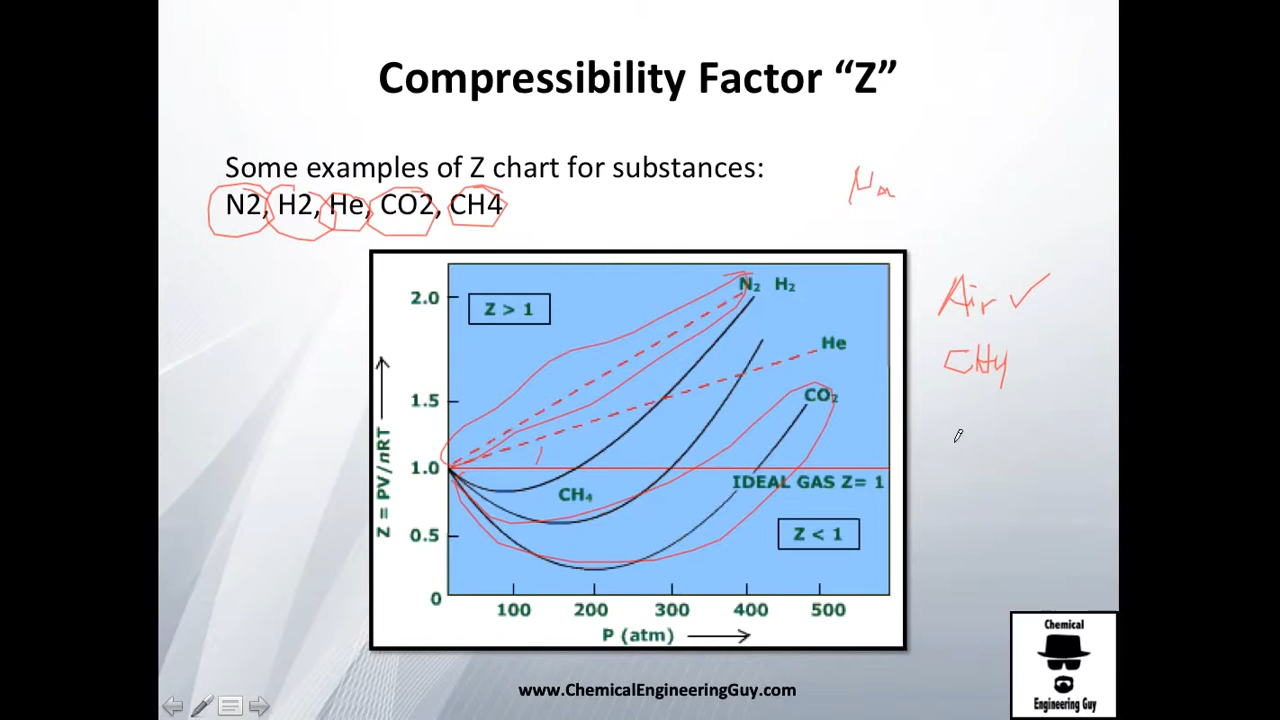 Compressibility Factor “Z”
Some examples of Z chart for substances:
N2, H2, He, CO2, CH4
Air ✓
CH4
N₂ H₂
2.0
Z > 1
He
1.5
CO₂
1.0
IDEAL GAS Z= 1
CH₄
Z = PV/nRT
0.5
Z < 1
0
100 200 300 400 500
P (atm)
Chemical
Engineering Guy
www.ChemicalEngineeringGuy.com